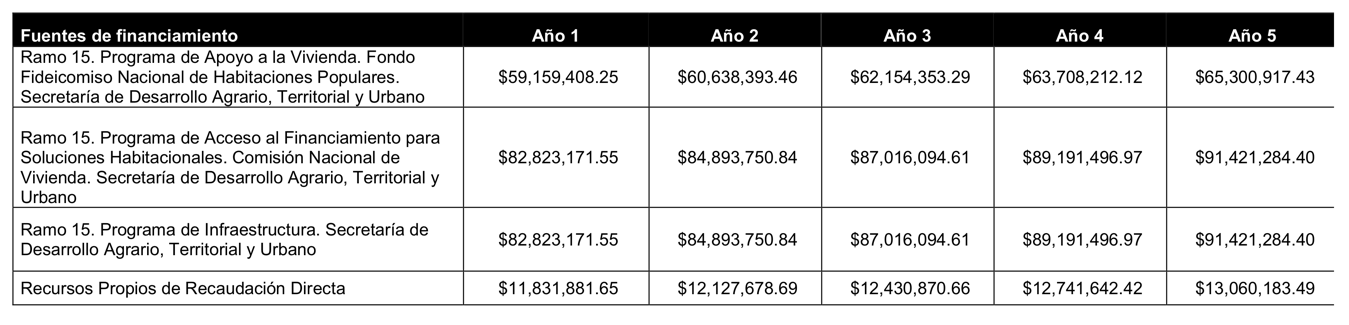 Fuentes de financiamiento Año 1 Año 2 Año 3 Año 4 Año 5
Ramo 15. Programa de Apoyo a la Vivienda. Fondo
Fideicomiso Nacional de Habitaciones Populares. $59,159,408.25 $60,638,393.46 $62,154,353.29 $63,708,212.12 $65,300,917.43
Secretaría de Desarrollo Agrario, Territorial y Urbano
Ramo 15. Programa de Acceso al Financiamiento para
Soluciones Habitacionales. Comisión Nacional de $82,823,171.55 $84,893,750.84 $87,016,094.61 $89,191,496.97 $91,421,284.40
Vivienda. Secretaría de Desarrollo Agrario, Territorial y
Urbano
Ramo 15. Programa de Infraestructura. Secretaría de
Desarrollo Agrario, Territorial y Urbano $82,823,171.55 $84,893,750.84 $87,016,094.61 $89,191,496.97 $91,421,284.40
Recursos Propios de Recaudación Directa $11,831,881.65 $12,127,678.69 $12,430,870.66 $12,741,642.42 $13,060,183.49